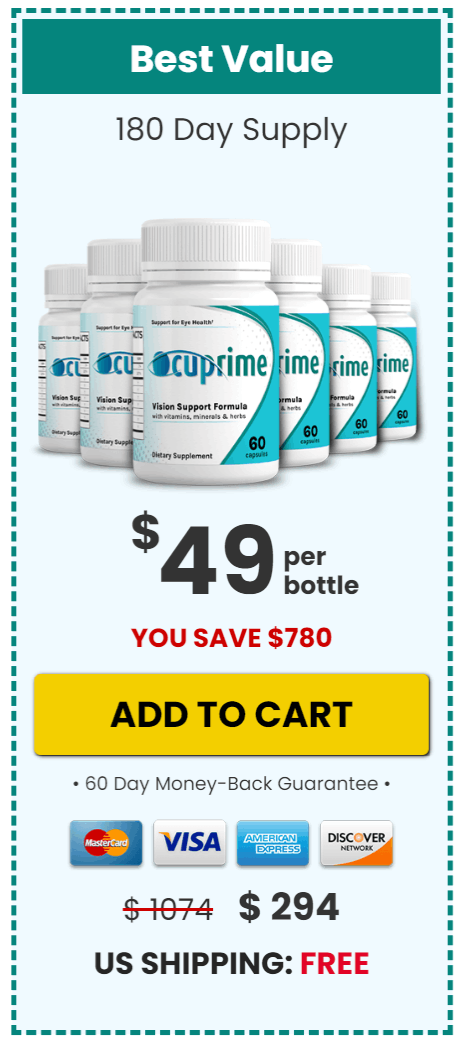 Best Value
180 Day Supply
Support for Eye Health¹
Ocuprime
Vision Support Formula
with vitamins, minerals & herbs
Dietary Supplement
60
capsules
$49 per bottle
YOU SAVE $780
ADD TO CART
• 60 Day Money-Back Guarantee •
MasterCard
VISA
AMERICAN EXPRESS
DISCOVER NETWORK
$ 1074 $ 294
US SHIPPING: FREE